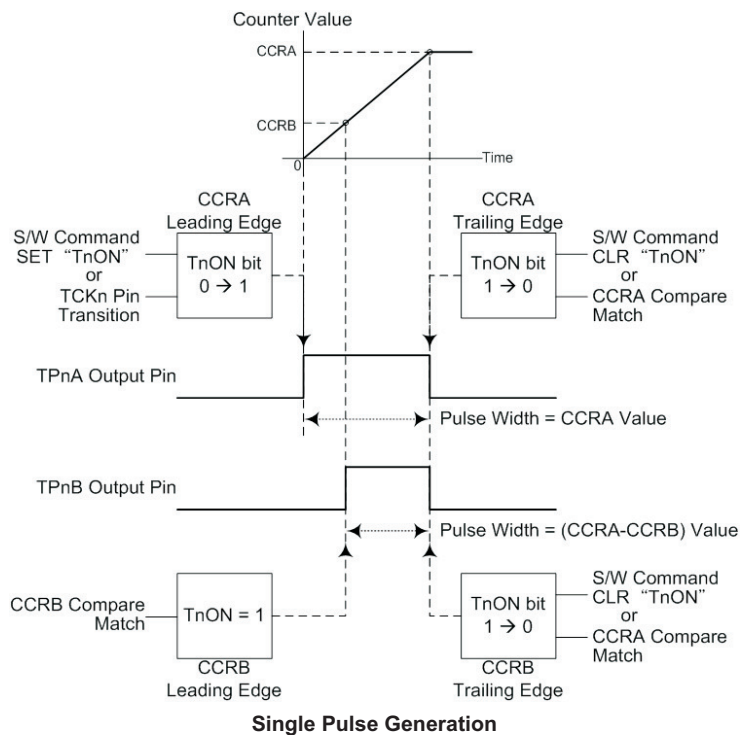 Counter Value
CCRA
CCRB
0
Time
CCRA
Leading Edge
S/W Command
SET “TnON”
or
TCKn Pin
Transition
TnON bit
0 → 1
CCRA
Trailing Edge
TnON bit
1 → 0
S/W Command
CLR “TnON”
or
CCRA Compare
Match
TPnA Output Pin
Pulse Width = CCRA Value
TPnB Output Pin
Pulse Width = (CCRA-CCRB) Value
CCRB Compare
Match
TnON = 1
CCRB
Leading Edge
TnON bit
1 → 0
CCRB
Trailing Edge
S/W Command
CLR “TnON”
or
CCRA Compare
Match
Single Pulse Generation